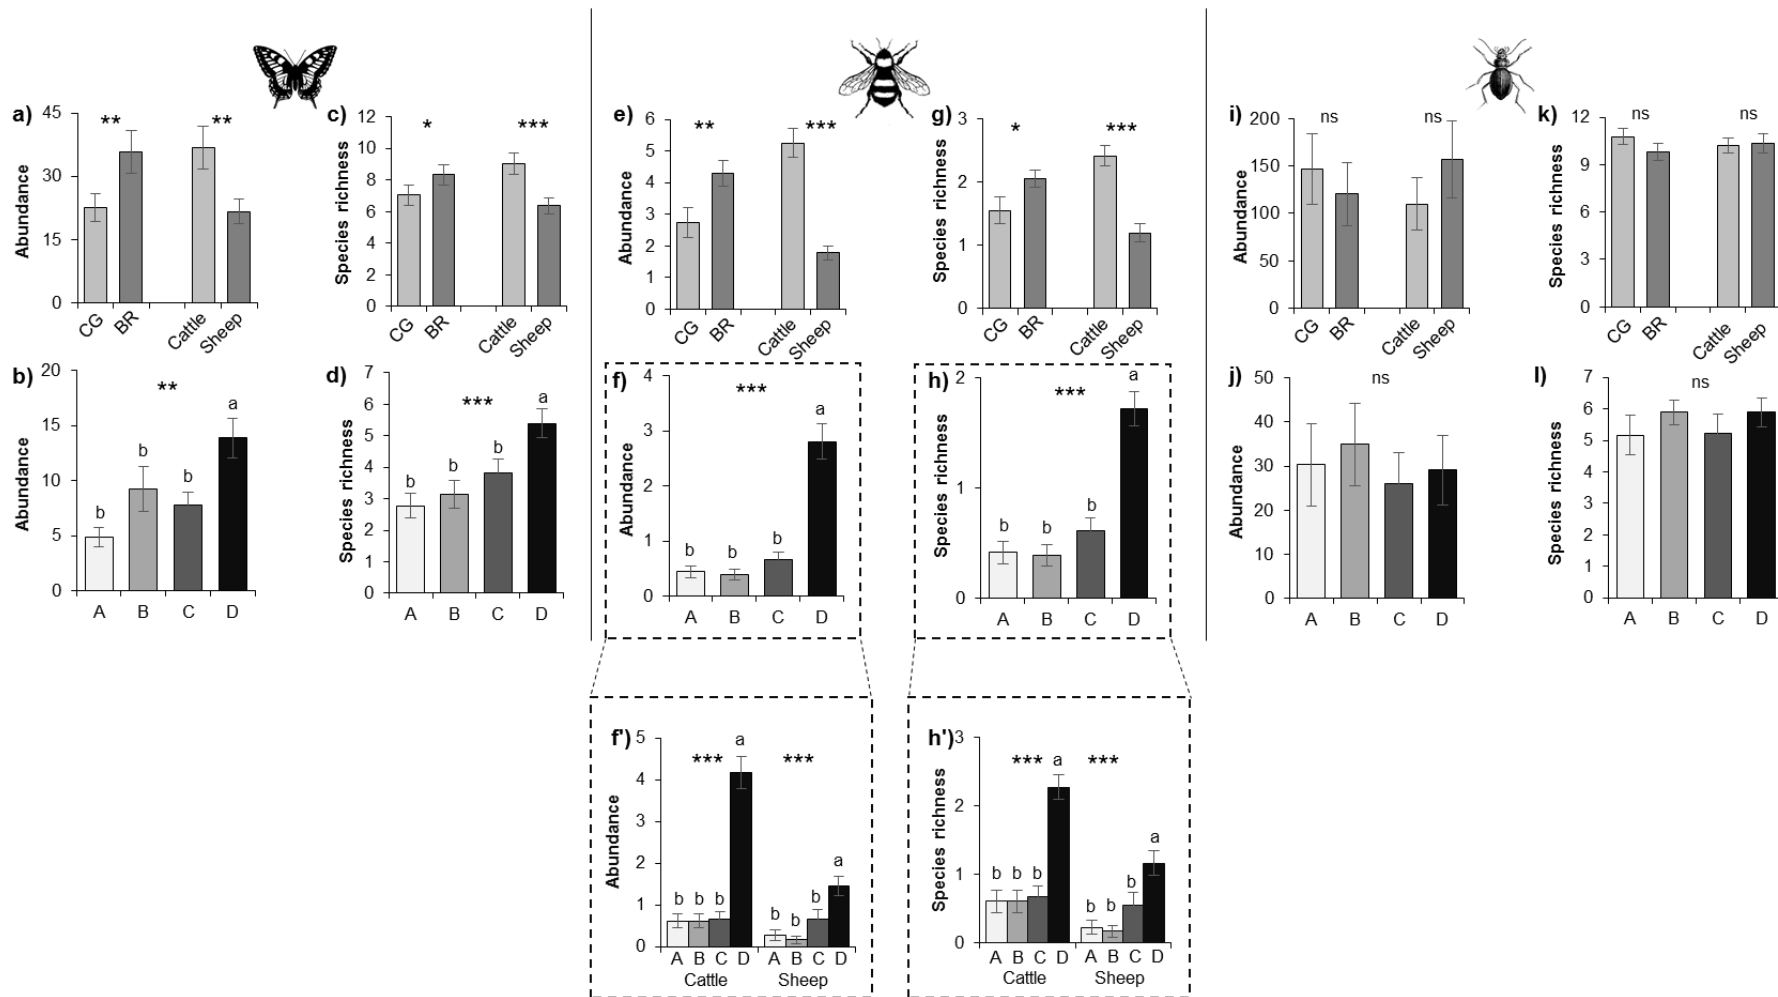 a)
45
30
15
0
Abundance
**
**
CG
BR
Cattle
Sheep
c)
12
10
8
6
4
2
0
Species richness
*
***
CG
BR
Cattle
Sheep
e)
6
5
4
3
2
1
0
Abundance
**
***
CG
BR
Cattle
Sheep
g)
3
2
1
0
Species richness
*
***
CG
BR
Cattle
Sheep
i)
200
150
100
50
0
Abundance
ns
ns
CG
BR
Cattle
Sheep
k)
12
9
6
3
0
Species richness
ns
ns
CG
BR
Cattle
Sheep
b)
20
15
10
5
0
Abundance
**
b
b
b
a
A B C D
d)
7
6
5
4
3
2
1
0
Species richness
***
b
b
b
a
A B C D
f)
4
3
2
1
0
Abundance
***
b
b
b
a
A B C D
h)
2
1
0
Species richness
***
b
b
b
a
A B C D
j)
50
40
30
20
10
0
Abundance
ns
A B C D
l)
7
6
5
4
3
2
1
0
Species richness
ns
A B C D
f')
5
4
3
2
1
0
Abundance
***
***
b b b a
b b b a
A B C D A B C D
Cattle Sheep
h')
3
2
1
0
Species richness
***
***
b b b a
b b b a
A B C D A B C D
Cattle Sheep